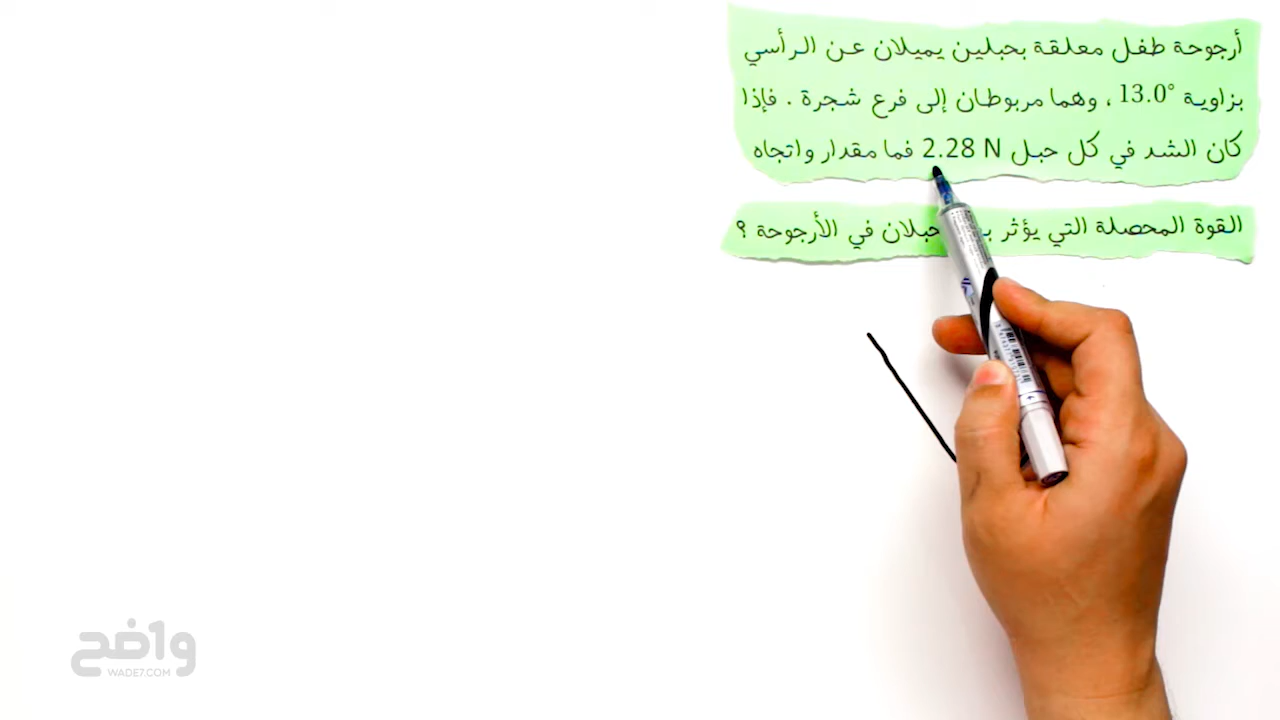 أرجوحة طفل معلقة بحبلين يميلان عن الرأسي
بزاوية 13.0° ، وهما مربوطان إلى فرع شجرة . فإذا
كان الشد في كل حبل 2.28 N فما مقدار واتجاه
القوة المحصلة التي يؤثر حبلان في الأرجوحة ؟
واضح
WADE7.COM